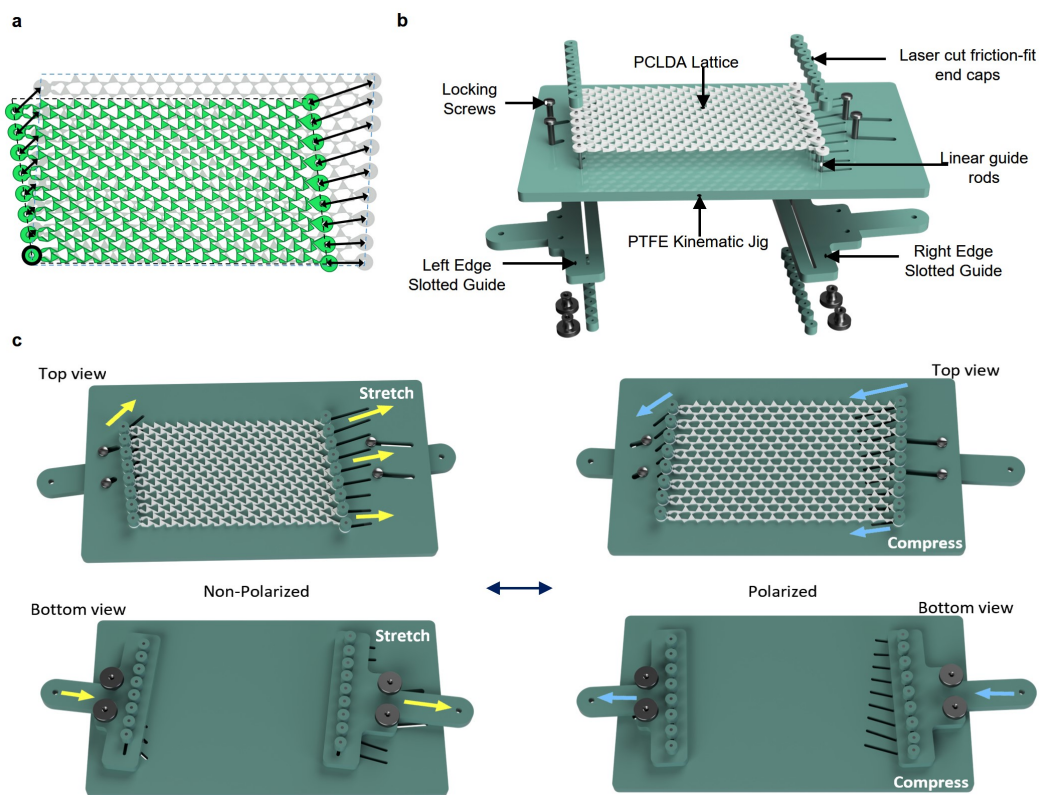 a
b
PCLDA Lattice
Laser cut friction-fit
end caps
Locking
Screws
Linear guide
rods
PTFE Kinematic Jig
Left Edge
Slotted Guide
Right Edge
Slotted Guide
c
Top view
Stretch
Top view
Compress
Non-Polarized
Polarized
Bottom view
Stretch
Bottom view
Compress